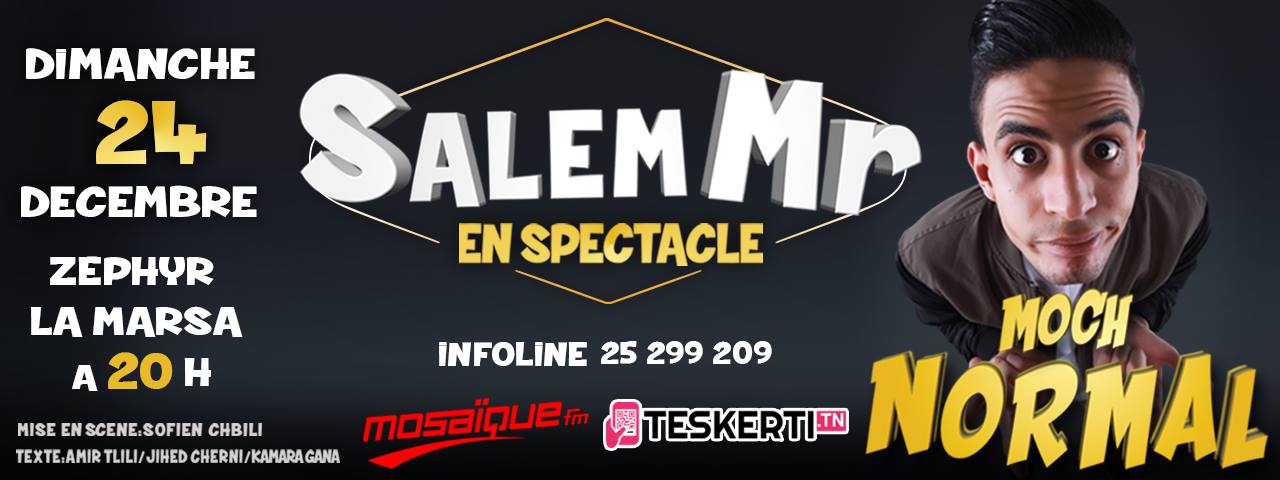 DIMANCHE
24
DECEMBRE
ZEPHYR
LA MARSA
A 20 H
MISE EN SCENE:SOFIEN CHBILI
TEXTE:AMIR TLILI/JIHED CHERNI/KAMARA GANA
SALEM Mr
EN SPECTACLE
INFOLINE 25 299 209
mosaïque fm
TESKERTI.TN
MOCH
NORMAL